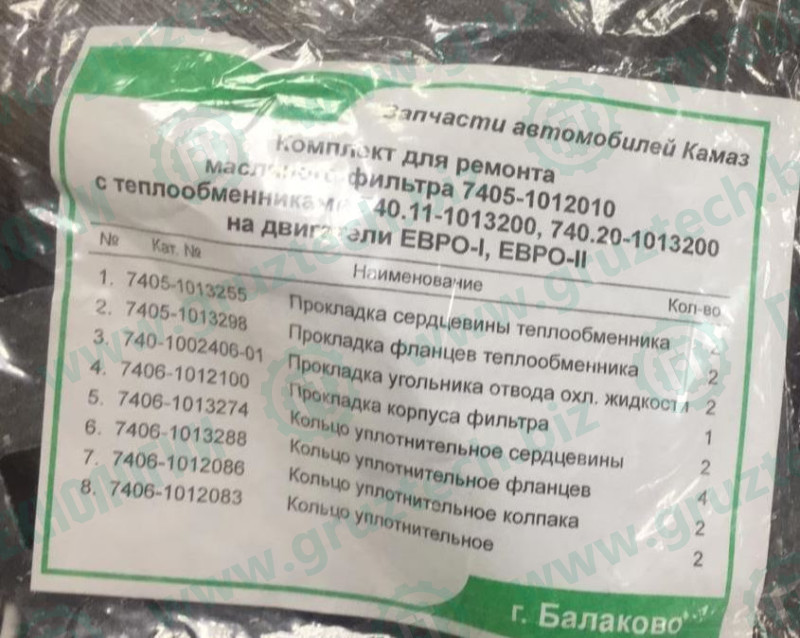 Запчасти автомобилей Камаз
Комплект для ремонта
масляного фильтра 7405-1012010
с теплообменниками 740.11-1013200, 740.20-1013200
на двигатели ЕВРО-I, ЕВРО-II
№ Кат. № Наименование Кол-во
1. 7405-1013255 Прокладка сердцевины теплообменника 2
2. 7405-1013298 Прокладка фланцев теплообменника 2
3. 740-1002406-01 Прокладка угольника отвода охл. жидкости 2
4. 7406-1012100 Прокладка корпуса фильтра 1
5. 7406-1013274 Кольцо уплотнительное сердцевины 2
6. 7406-1013288 Кольцо уплотнительное фланцев 4
7. 7406-1012086 Кольцо уплотнительное колпака 2
8. 7406-1012083 Кольцо уплотнительное 2
г. Балаково
www.gruztech.biz